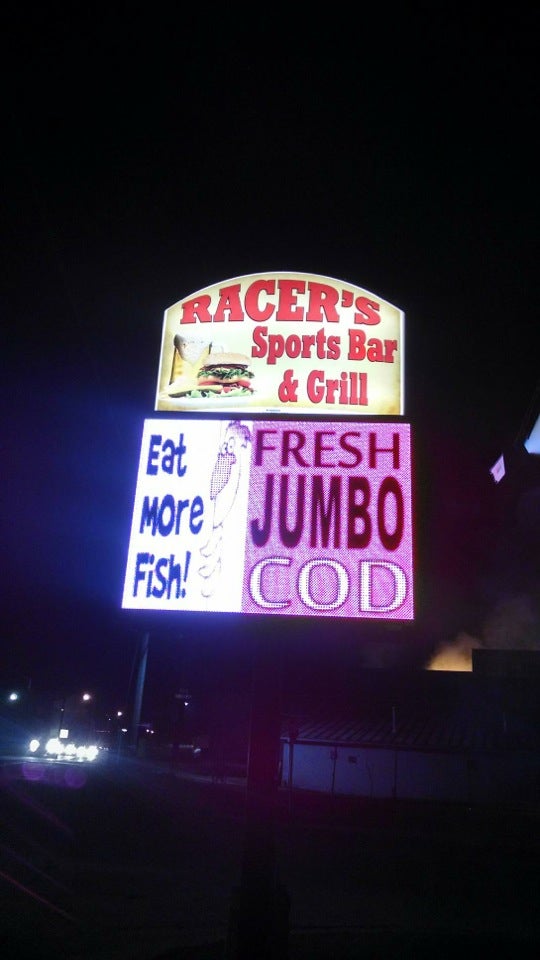 RACER'S
Sports Bar
& Grill
Eat
More
Fish!
FRESH
JUMBO
COD